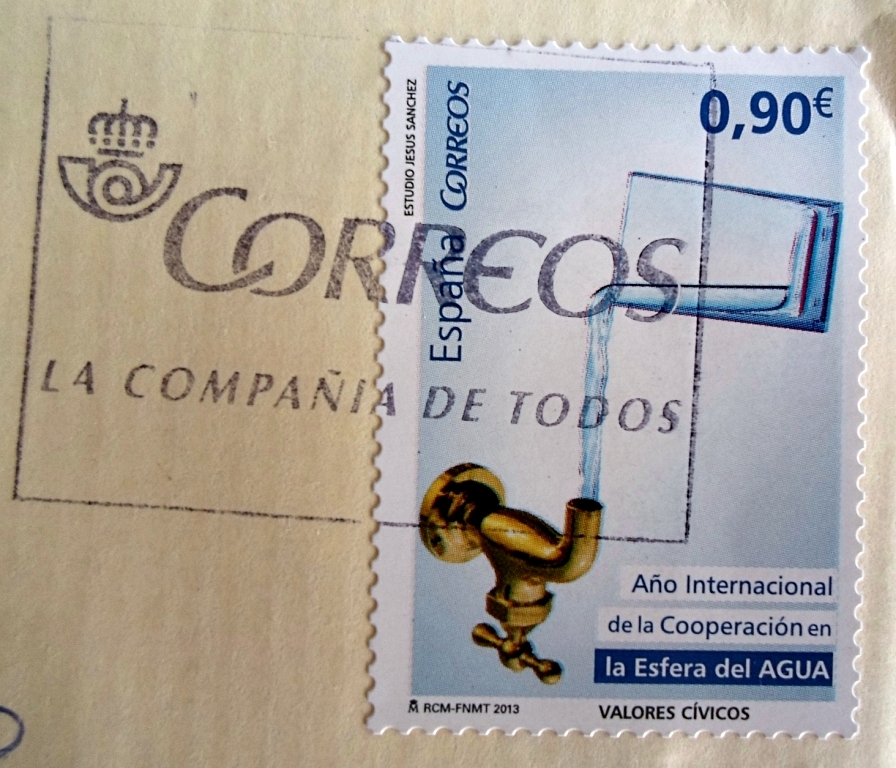 CORREOS
LA COMPAÑIA DE TODOS
ESTUDIO JESUS SANCHEZ
España CORREOS
0,90€
Año Internacional
de la Cooperación en
la Esfera del AGUA
RCM-FNMT 2013
VALORES CÍVICOS